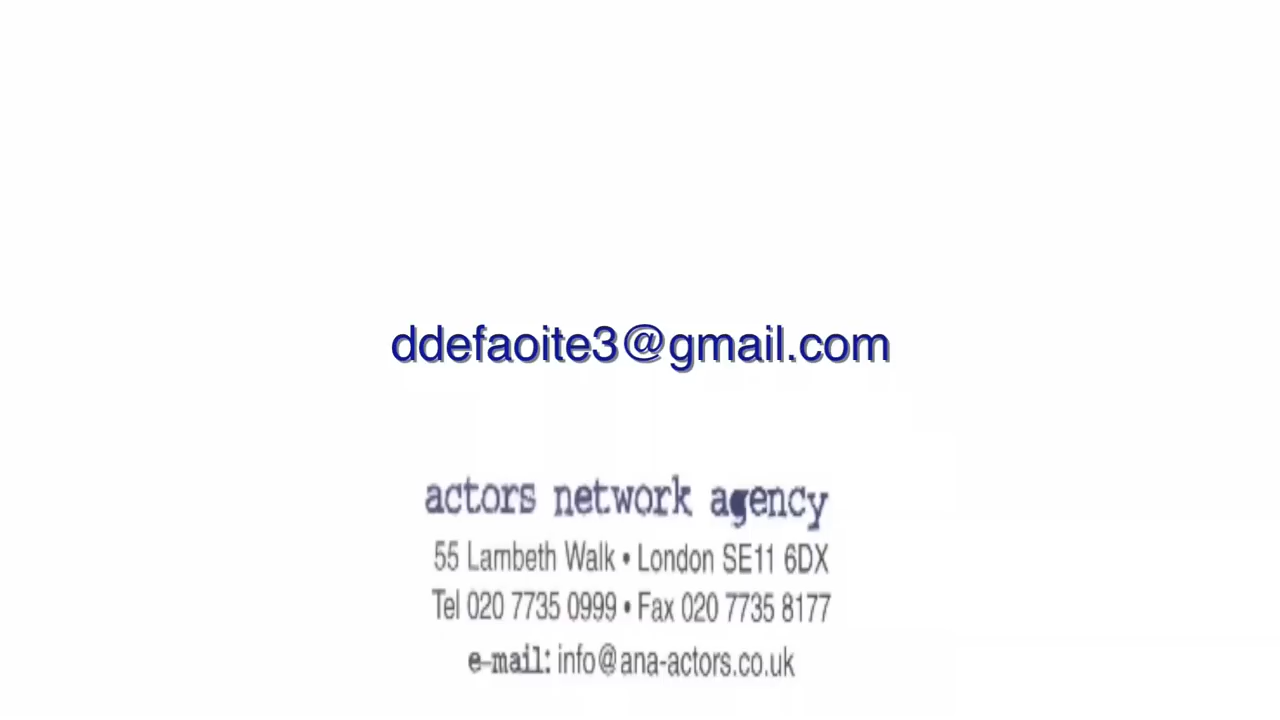 ddefaoite3@gmail.com
actors network agency
55 Lambeth Walk • London SE11 6DX
Tel 020 7735 0999 • Fax 020 7735 8177
e-mail: info@ana-actors.co.uk